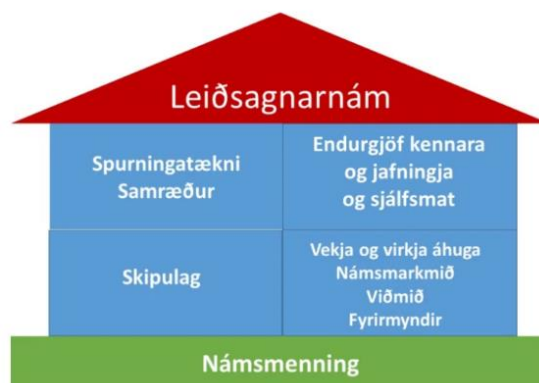 Leiðsagnarnám
Spurningatækni
Samræður
Endurgjöf kennara
og jafningja
og sjálfsmat
Skipulag
Vekja og virkja áhuga
Námsmarkmið
Viðmið
Fyrirmyndir
Námsmenning